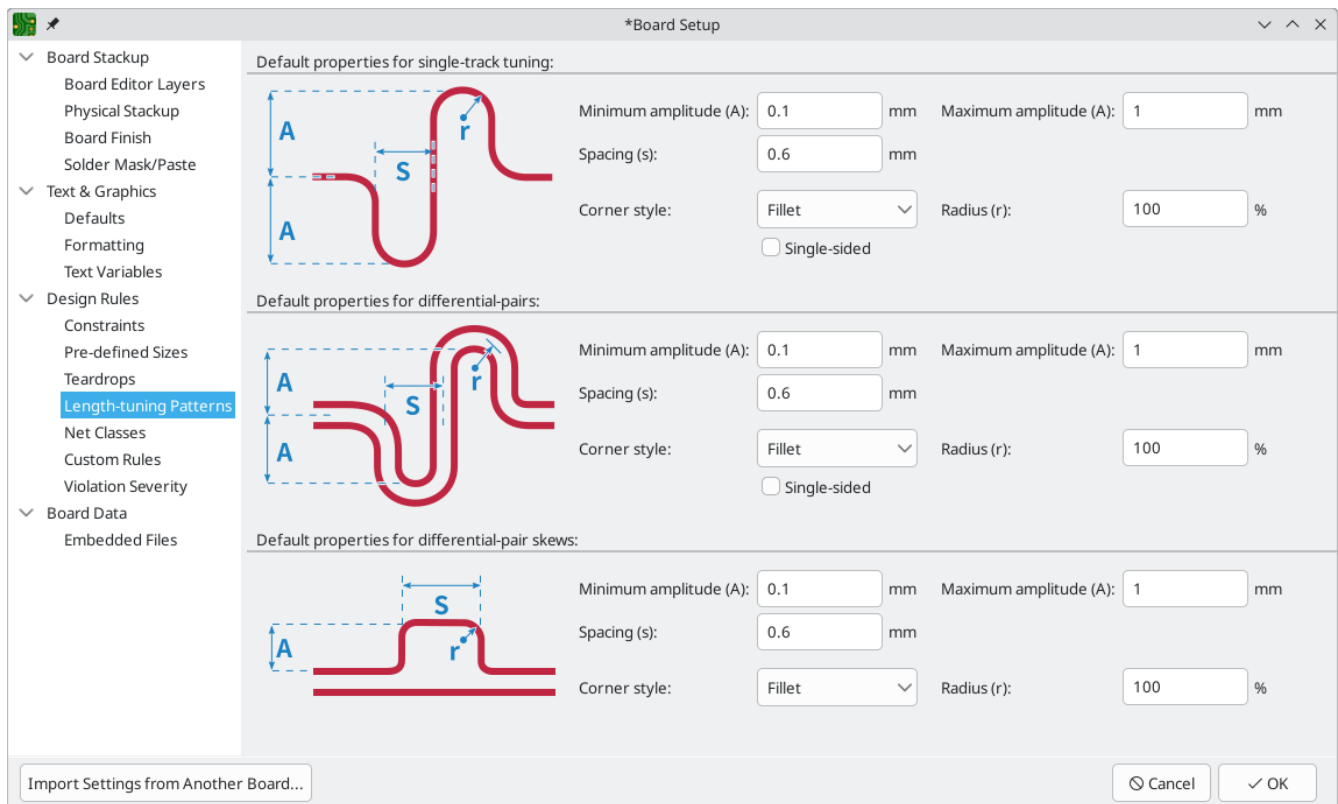 *Board Setup
Board Stackup
Board Editor Layers
Physical Stackup
Board Finish
Solder Mask/Paste
Text & Graphics
Defaults
Formatting
Text Variables
Design Rules
Constraints
Pre-defined Sizes
Teardrops
Length-tuning Patterns
Net Classes
Custom Rules
Violation Severity
Board Data
Embedded Files
Default properties for single-track tuning:
A
A
S
r
Minimum amplitude (A): 0.1 mm Maximum amplitude (A): 1 mm
Spacing (s): 0.6 mm
Corner style: Fillet Radius (r): 100 %
Single-sided
Default properties for differential-pairs:
A
A
S
r
Minimum amplitude (A): 0.1 mm Maximum amplitude (A): 1 mm
Spacing (s): 0.6 mm
Corner style: Fillet Radius (r): 100 %
Single-sided
Default properties for differential-pair skews:
S
A
r
Minimum amplitude (A): 0.1 mm Maximum amplitude (A): 1 mm
Spacing (s): 0.6 mm
Corner style: Fillet Radius (r): 100 %
Import Settings from Another Board... Cancel OK